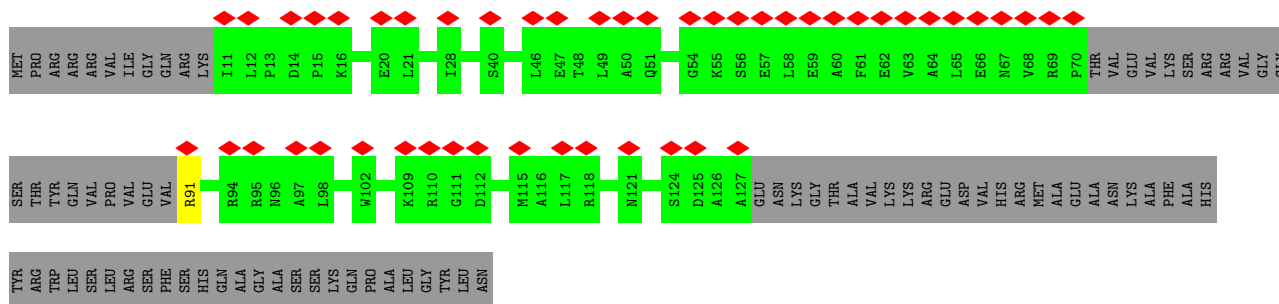 MET PRO ARG ARG ARG VAL ILE GLY GLN ARG LYS I11 L12 P13 D14 P15 K16 E20 L21 I28 S40 L46 E47 T48 L49 A50 Q51 G54 K55 S56 E57 L58 E59 A60 F61 E62 V63 A64 L65 E66 N67 V68 R69 P70 THR VAL GLU VAL LYS SER ARG ARG VAL GLY GLY
SER THR TYR GLN VAL PRO VAL GLU VAL R91 R94 R95 N96 A97 L98 W102 K109 R110 G111 D112 M115 A116 L117 R118 N121 S124 D125 A126 A127 GLU ASN LYS GLY THR ALA VAL LYS LYS ARG GLU ASP VAL HIS ARG MET ALA GLU ALA ASN LYS ALA PHE ALA HIS
TYR ARG TRP LEU SER LEU ARG SER PHE SER HIS GLN ALA GLY ALA SER SER LYS GLN PRO ALA LEU GLY TYR LEU ASN